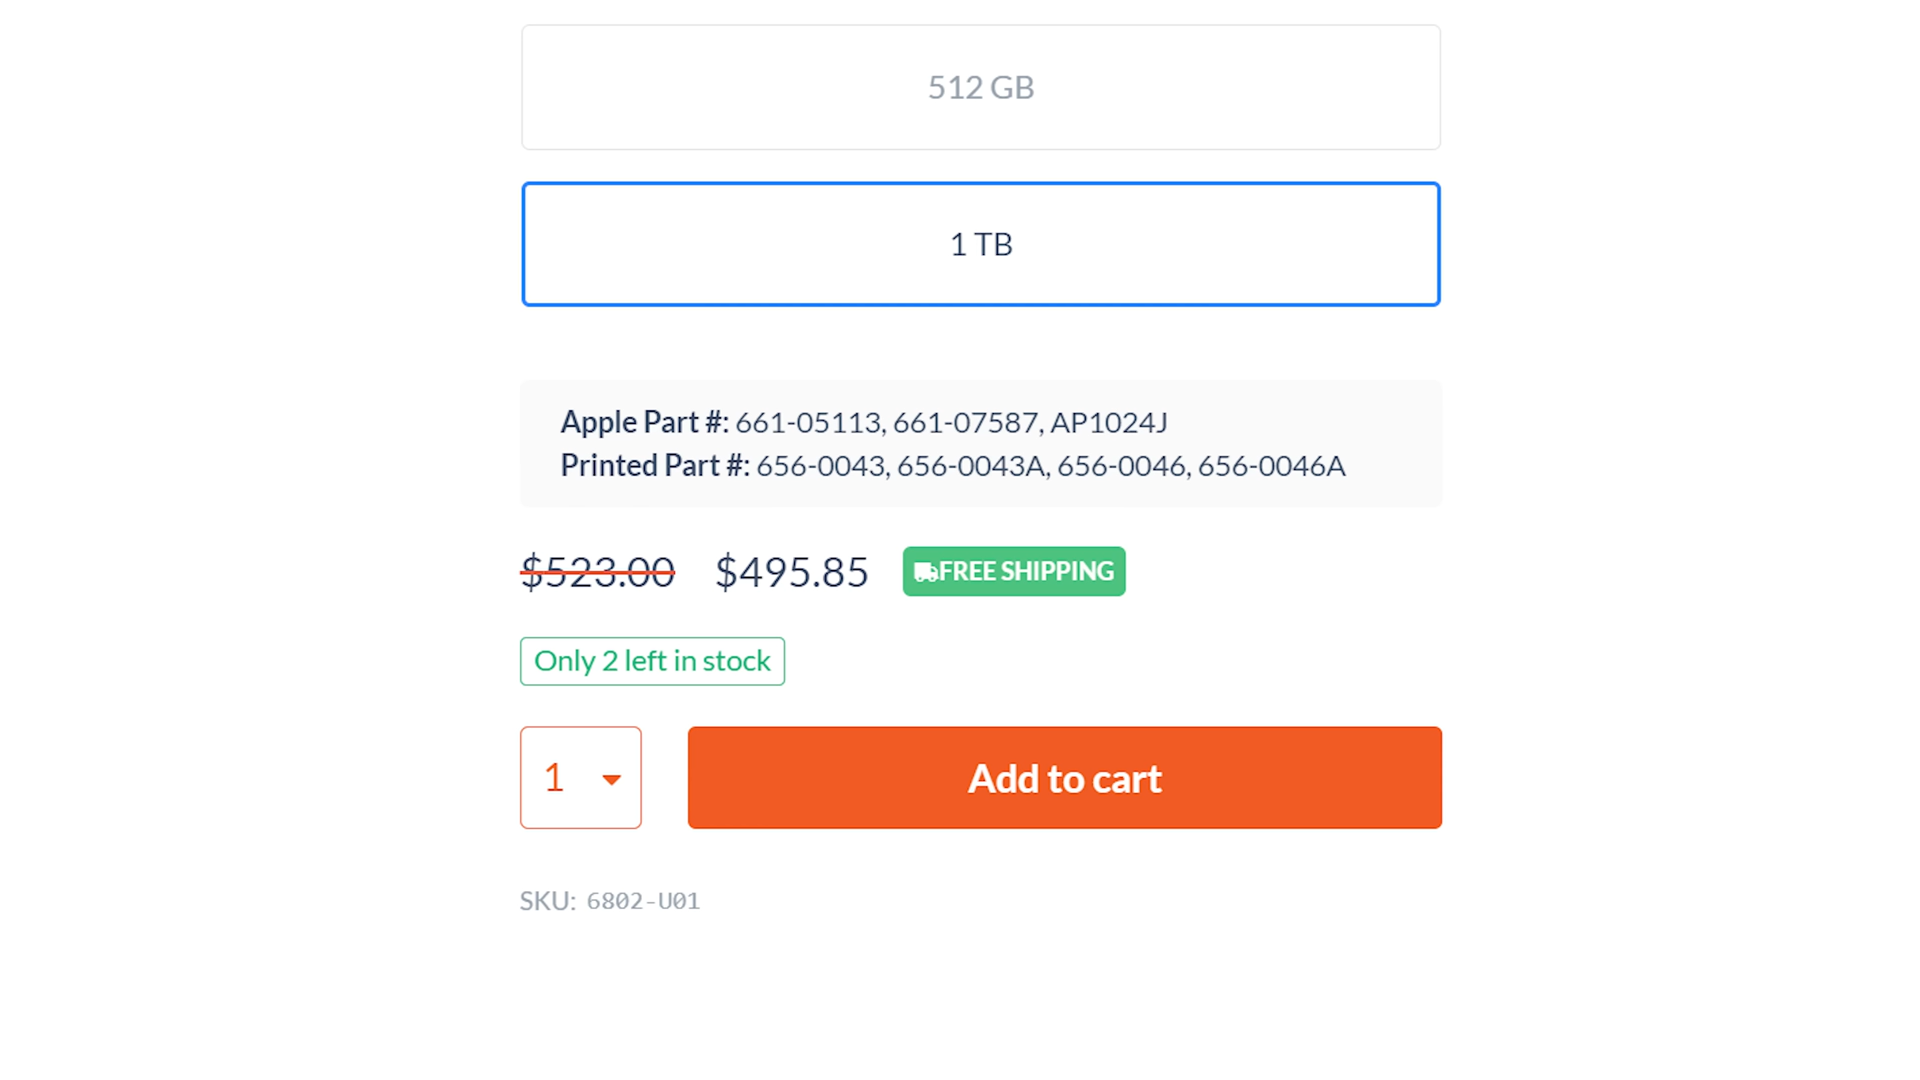 512 GB
1 TB
Apple Part #: 661-05113, 661-07587, AP1024J
Printed Part #: 656-0043, 656-0043A, 656-0046, 656-0046A
$523.00 $495.85 FREE SHIPPING
Only 2 left in stock
1 Add to cart
SKU: 6802-U01